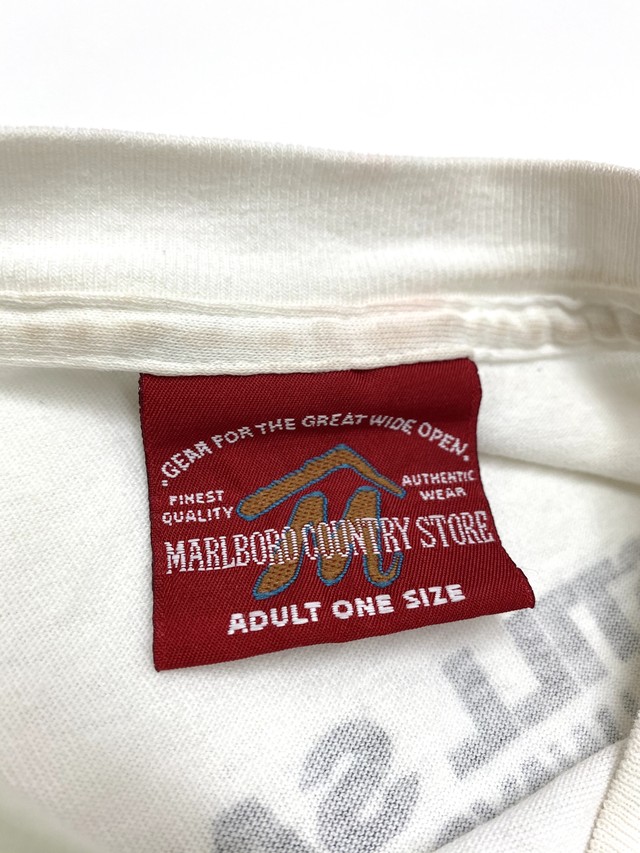 "GEAR FOR THE GREAT WIDE OPEN."
FINEST
QUALITY
AUTHENTIC
WEAR
M
MARLBORO COUNTRY STORE
ADULT ONE SIZE